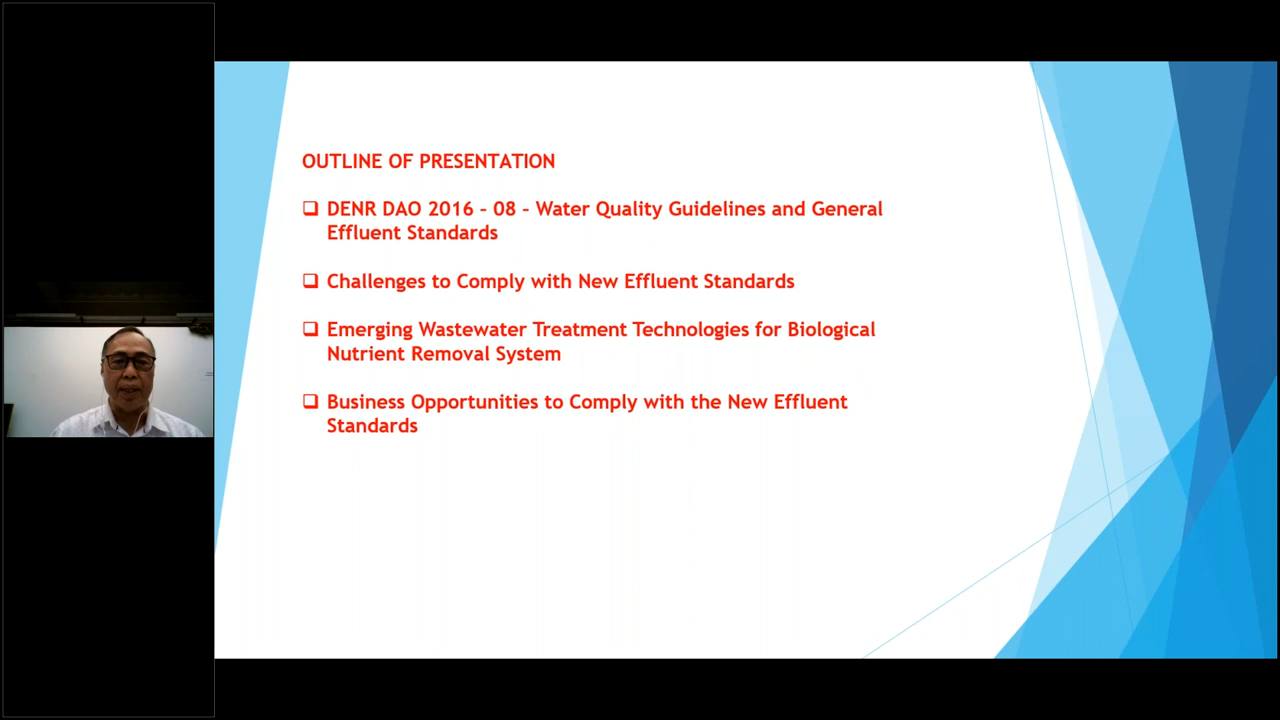 OUTLINE OF PRESENTATION
❑ DENR DAO 2016 – 08 – Water Quality Guidelines and General
Effluent Standards
❑ Challenges to Comply with New Effluent Standards
❑ Emerging Wastewater Treatment Technologies for Biological
Nutrient Removal System
❑ Business Opportunities to Comply with the New Effluent
Standards